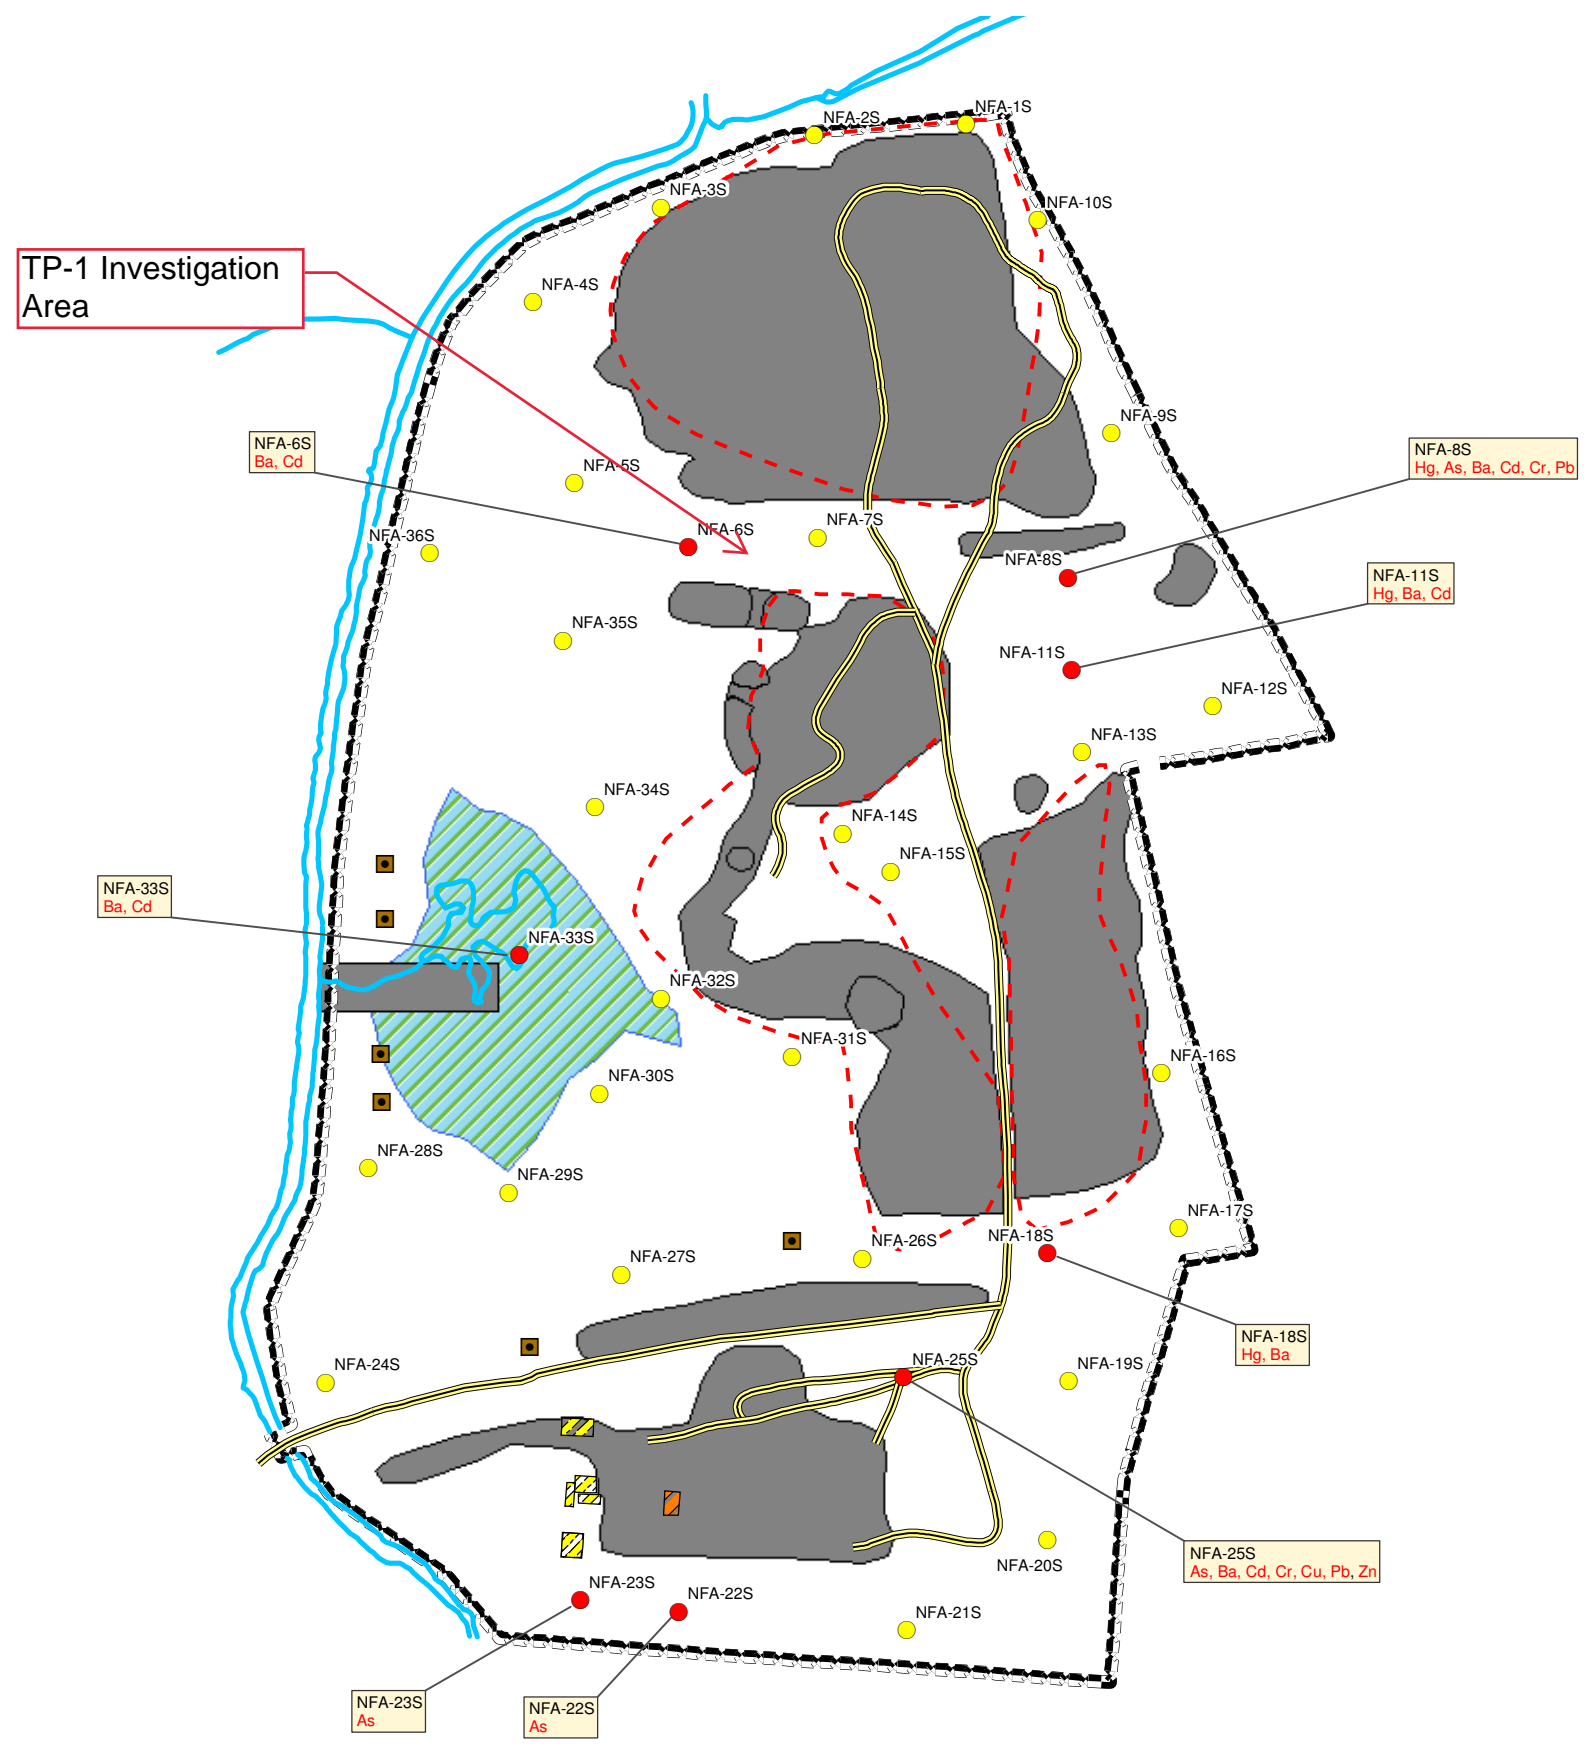 NFA-1S
NFA-2S
NFA-3S
NFA-10S
TP-1 Investigation
Area
NFA-4S
NFA-9S
NFA-6S
Ba, Cd
NFA-8S
Hg, As, Ba, Cd, Cr, Pb
NFA-5S
NFA-7S
NFA-6S
NFA-36S
NFA-8S
NFA-11S
Hg, Ba, Cd
NFA-35S
NFA-11S
NFA-12S
NFA-13S
NFA-34S
NFA-14S
NFA-15S
NFA-33S
Ba, Cd
NFA-33S
NFA-32S
NFA-31S
NFA-16S
NFA-30S
NFA-28S
NFA-29S
NFA-17S
NFA-18S
NFA-26S
NFA-27S
NFA-18S
Hg, Ba
NFA-24S
NFA-25S
NFA-19S
NFA-25S
As, Ba, Cd, Cr, Cu, Pb, Zn
NFA-20S
NFA-23S
NFA-22S
NFA-21S
NFA-23S
As
NFA-22S
As